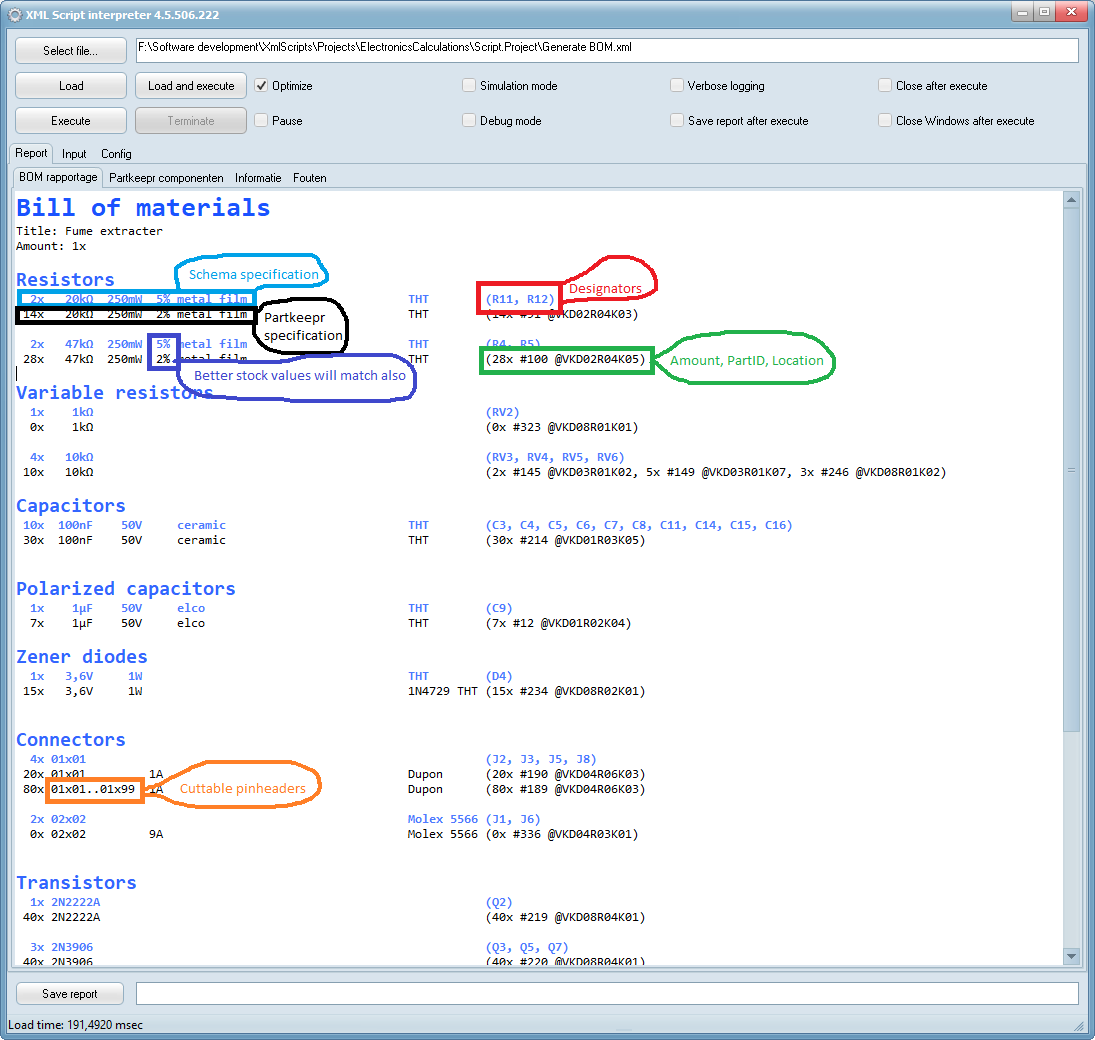 XML Script interpreter 4.5.506.222
Select file...
F:\Software development\XmlScripts\Projects\ElectronicsCalculations\Script.Project\Generate BOM.xml
Load
Load and execute
Optimize
Simulation mode
Verbose logging
Close after execute
Execute
Terminate
Pause
Debug mode
Save report after execute
Close Windows after execute
Report Input Config
BOM rapportage Partkeepr componenten Informatie Fouten
Bill of materials
Title: Fume extracter
Amount: 1x
Resistors
Schema specification
Designators
2x 20kΩ 250mW 5% metal film THT (R11, R12)
14x 20kΩ 250mW 2% metal film THT (14x #91 @VKD02R04K03)
Partkeepr
specification
2x 47kΩ 250mW 5% metal film THT (R4, R5)
28x 47kΩ 250mW 2% metal film THT (28x #100 @VKD02R04K05)
Amount, PartID, Location
Better stock values will match also
Variable resistors
1x 1kΩ (RV2)
0x 1kΩ (0x #323 @VKD08R01K01)
4x 10kΩ (RV3, RV4, RV5, RV6)
10x 10kΩ (2x #145 @VKD03R01K02, 5x #149 @VKD03R01K07, 3x #246 @VKD08R01K02)
Capacitors
10x 100nF 50V ceramic THT (C3, C4, C5, C6, C7, C8, C11, C14, C15, C16)
30x 100nF 50V ceramic THT (30x #214 @VKD01R03K05)
Polarized capacitors
1x 1µF 50V elco THT (C9)
7x 1µF 50V elco THT (7x #12 @VKD01R02K04)
Zener diodes
1x 3,6V 1W THT (D4)
15x 3,6V 1W 1N4729 THT (15x #234 @VKD08R02K01)
Connectors
4x 01x01 (J2, J3, J5, J8)
20x 01x01 1A Dupon (20x #190 @VKD04R06K03)
80x 01x01..01x99 1A Dupon (80x #189 @VKD04R06K03)
Cuttable pinheaders
2x 02x02 Molex 5566 (J1, J6)
0x 02x02 9A Molex 5566 (0x #336 @VKD04R03K01)
Transistors
1x 2N2222A (Q2)
40x 2N2222A (40x #219 @VKD08R04K01)
3x 2N3906 (Q3, Q5, Q7)
40x 2N3906 (40x #220 @VKD08R04K01)
Save report
Load time: 191,4920 msec